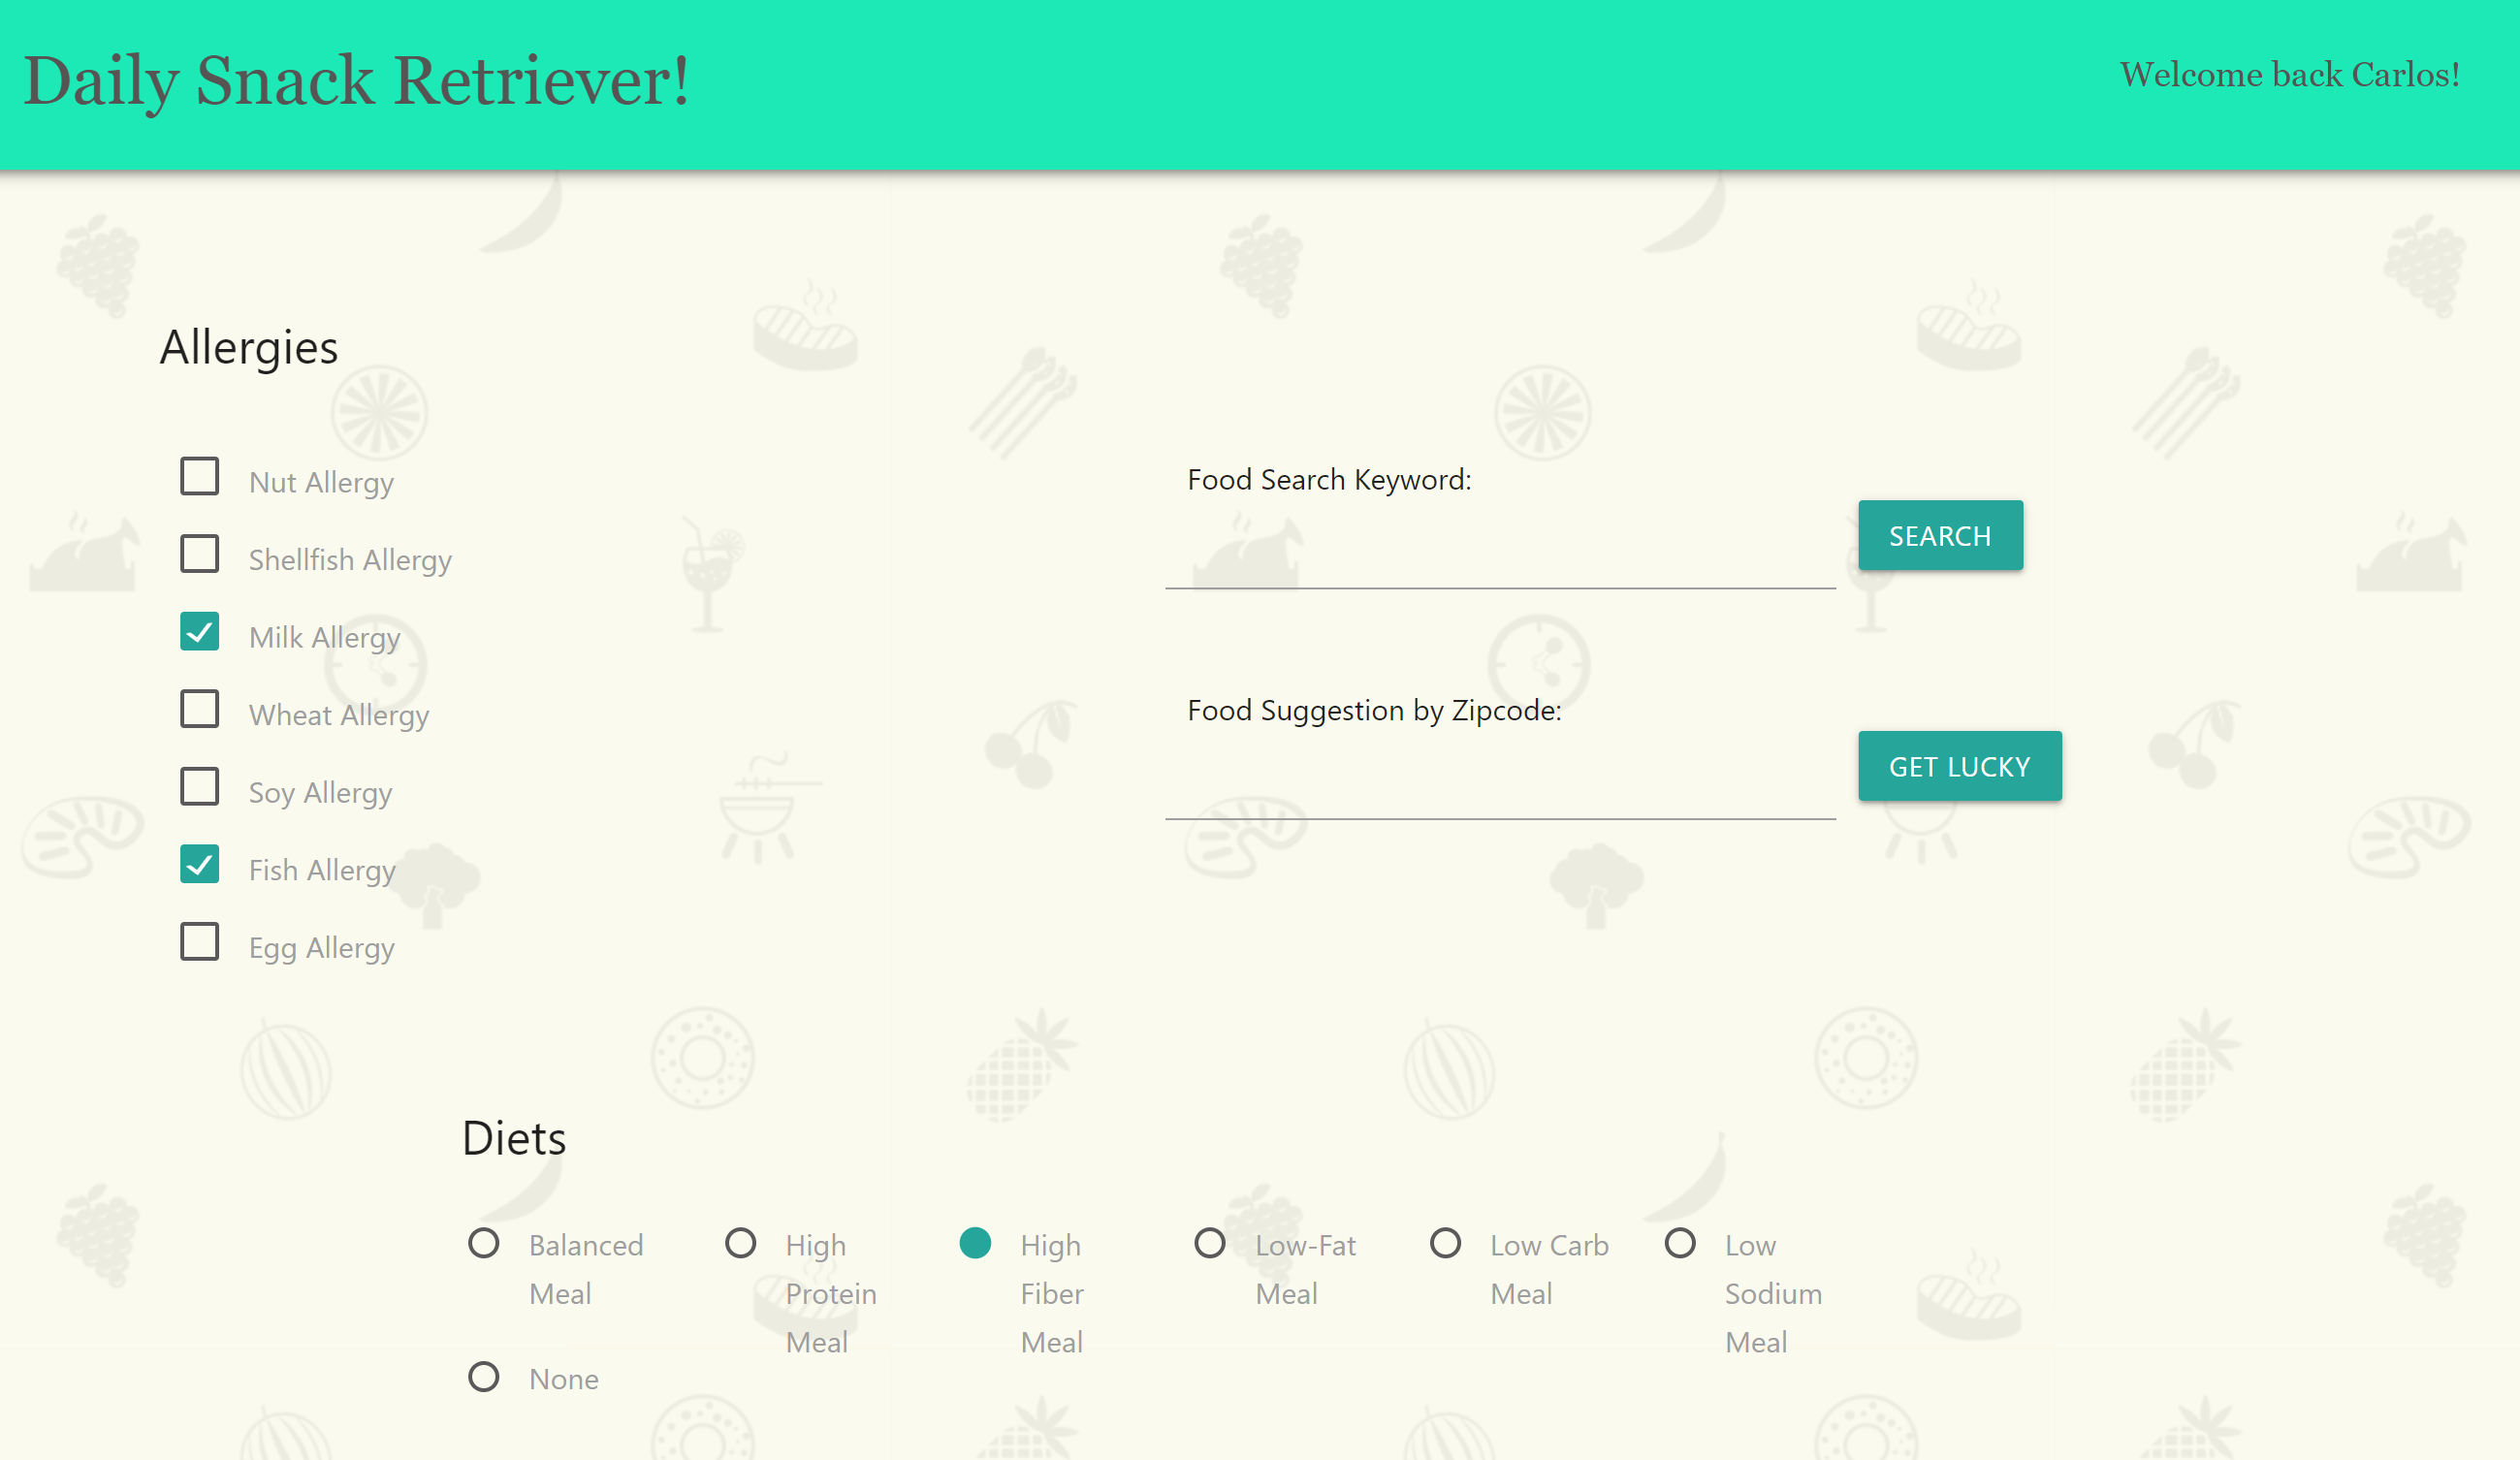 Daily Snack Retriever!
Welcome back Carlos!
Allergies
Nut Allergy
Shellfish Allergy
Milk Allergy
Wheat Allergy
Soy Allergy
Fish Allergy
Egg Allergy
Food Search Keyword:
SEARCH
Food Suggestion by Zipcode:
GET LUCKY
Diets
Balanced
Meal
High
Protein
Meal
High
Fiber
Meal
Low-Fat
Meal
Low Carb
Meal
Low
Sodium
Meal
None